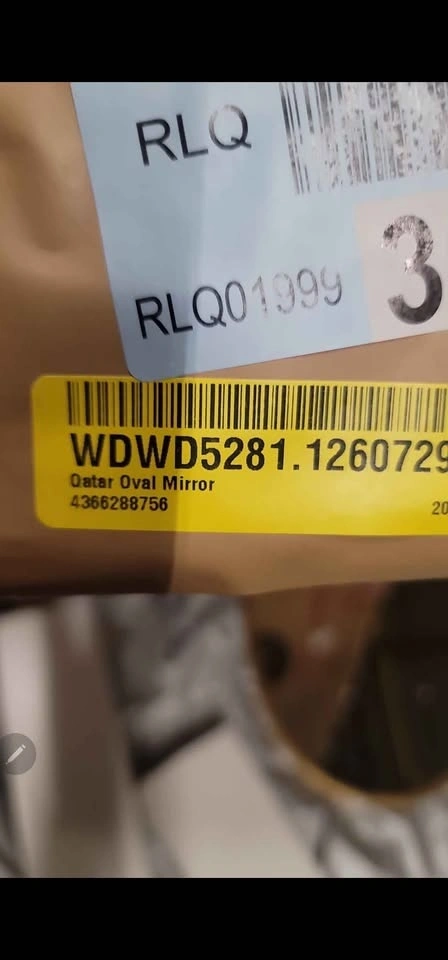 RLQ
RLQ01999
3
WDWD5281.1260729
Qatar Oval Mirror
4366288756
20